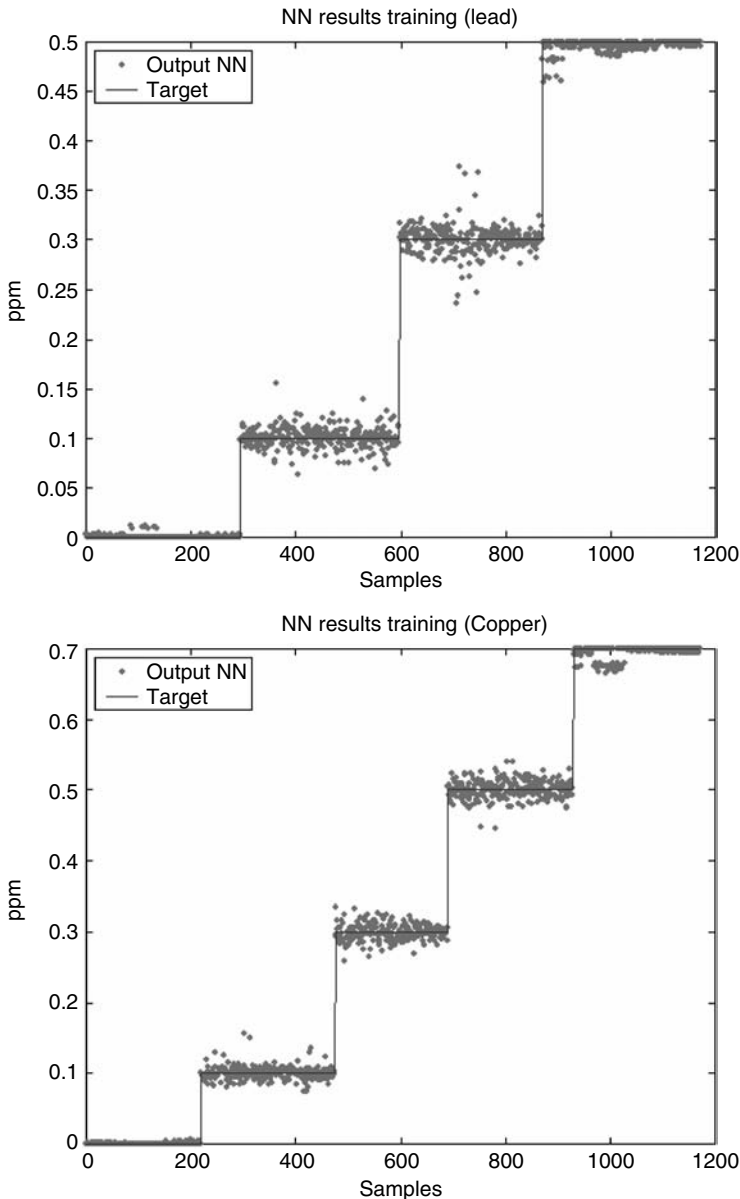 NN results training (lead)
Output NN
Target
0.5
0.45
0.4
0.35
0.3
0.25
0.2
0.15
0.1
0.05
0
ppm
0 200 400 600 800 1000 1200
Samples
NN results training (Copper)
Output NN
Target
0.7
0.6
0.5
0.4
0.3
0.2
0.1
0
ppm
0 200 400 600 800 1000 1200
Samples